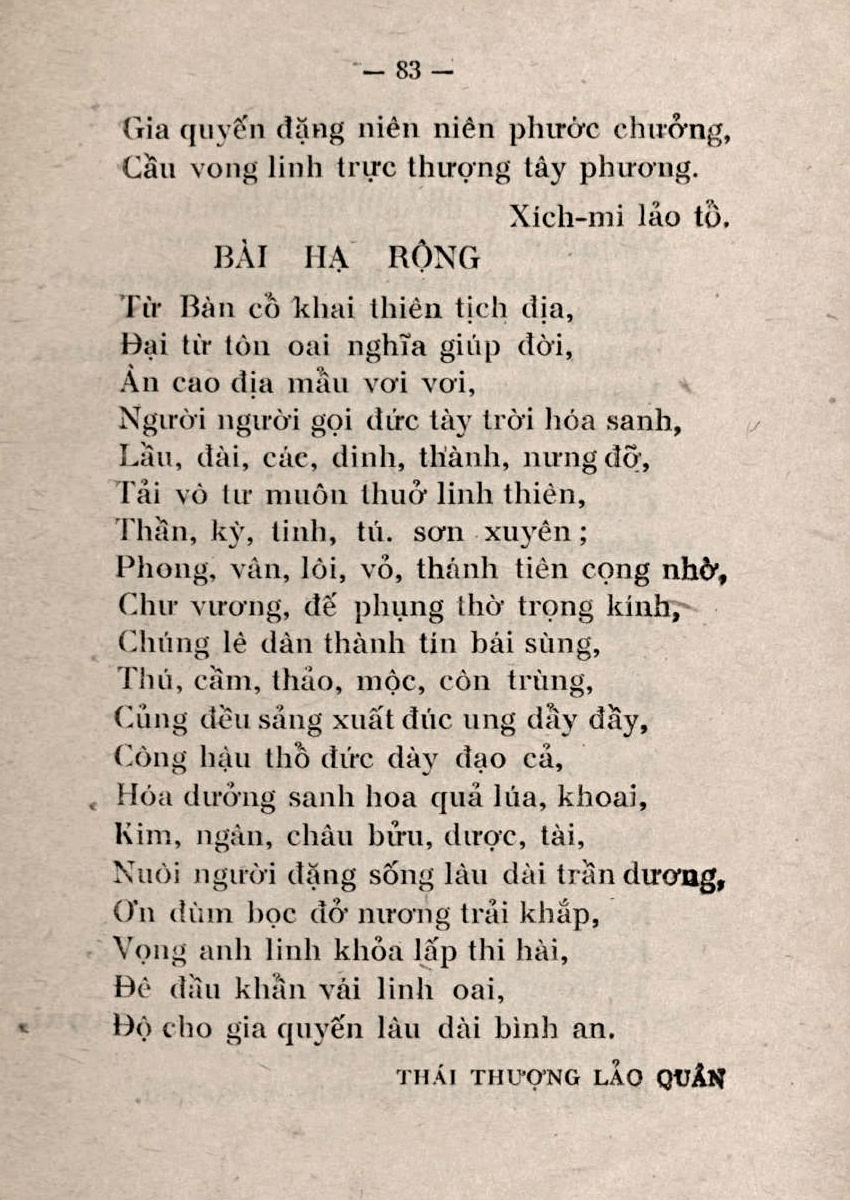 — 83 —
Gia quyến đặng niên niên phước chưởng,
Cầu vong linh trực thượng tây phương.
Xích-mi lảo tổ.
BÀI HẠ RỘNG
Từ Bàn cổ khai thiên tịch địa,
Đại từ tôn oai nghĩa giúp đời,
Ản cao địa mẩu vơi vơi,
Người người gọi đức tày trời hóa sanh,
Lầu, đài, các, dinh, thành, nưng đỡ,
Tải vô tư muôn thuở linh thiên,
Thần, kỳ, tinh, tú. sơn xuyên ;
Phong, vân, lôi, vỏ, thánh tiên cọng nhờ,
Chư vương, đế phụng thờ trọng kính,
Chúng lê dân thành tín bái sùng,
Thú, cầm, thảo, mộc, côn trùng,
Củng đều sảng xuất đúc ung dẩy đầy,
Công hậu thổ đức dày đạo cả,
Hóa dưởng sanh hoa quả lúa, khoai,
Kim, ngân, châu bửu, dược, tài,
Nuôi người đặng sống lâu dài trần dương,
Ơn đùm bọc đở nương trải khắp,
Vọng anh linh khỏa lấp thi hài,
Đê đầu khẩn vái linh oai,
Độ cho gia quyến lâu dài bình an.
THÁI THƯỢNG LẢO QUÂN